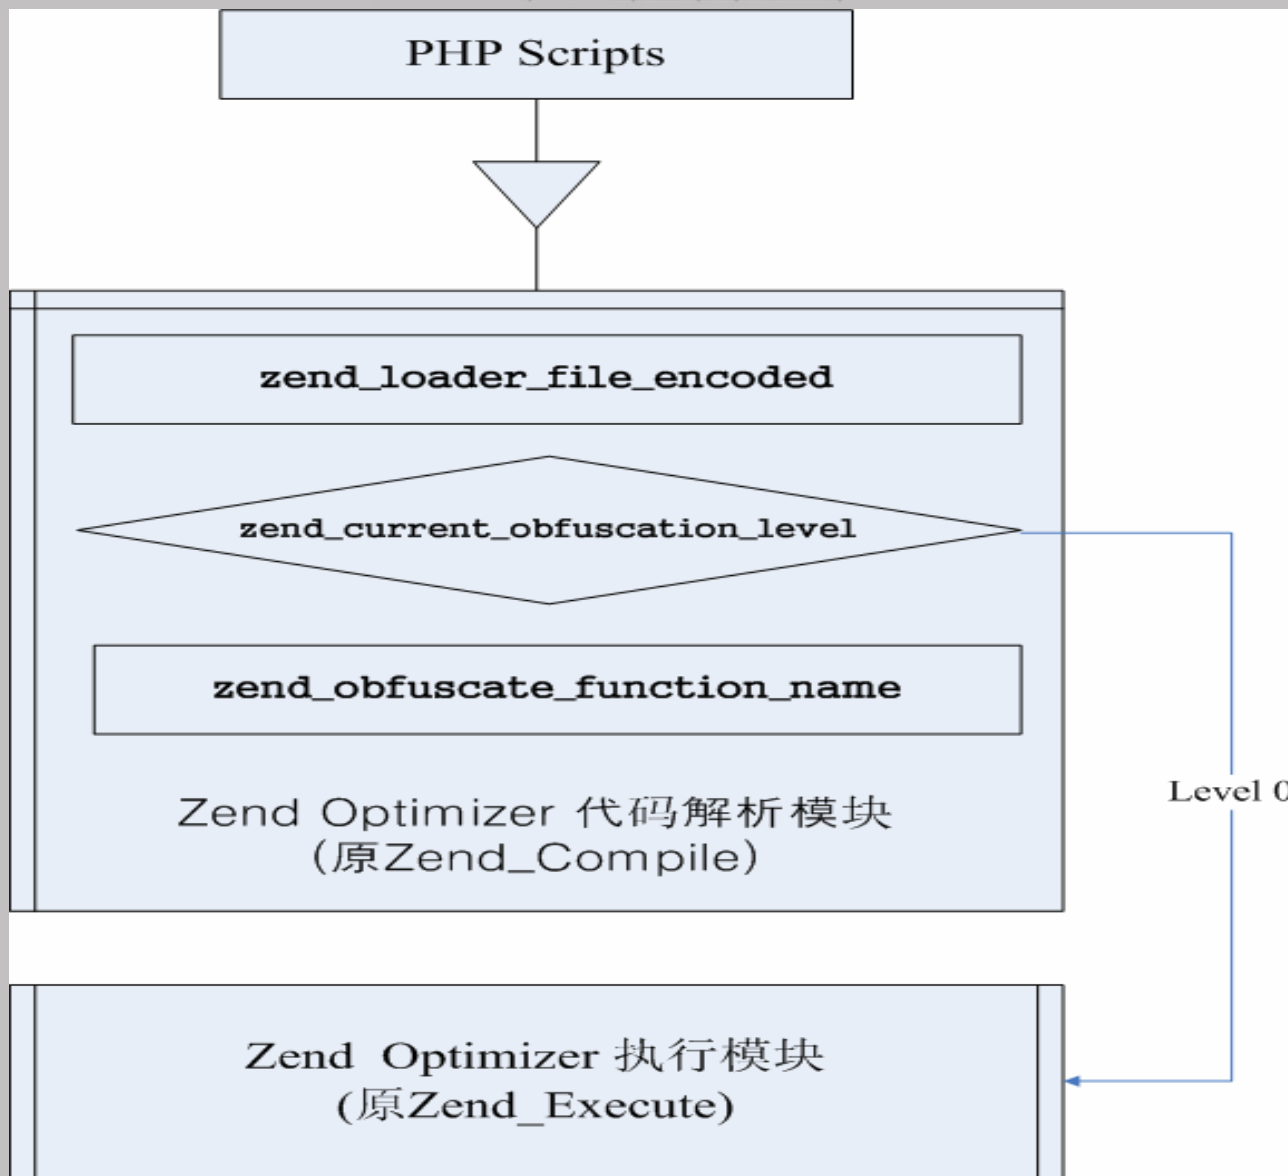 PHP Scripts
zend_loader_file_encoded
zend_current_obfuscation_level
zend_obfuscate_function_name
Level 0
Zend Optimizer 代码解析模块
(原Zend_Compile)
Zend Optimizer 执行模块
(原Zend_Execute)